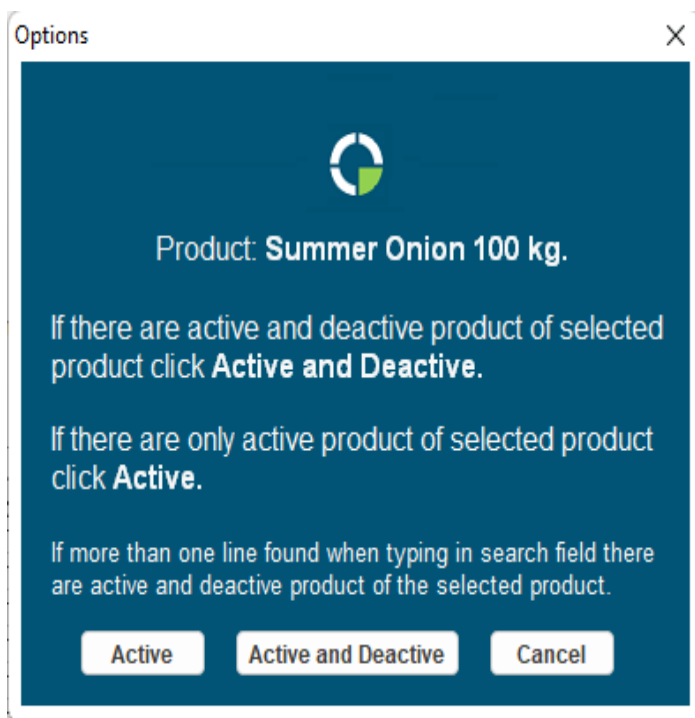 Options
Product: Summer Onion 100 kg.
If there are active and deactive product of selected
product click Active and Deactive.
If there are only active product of selected product
click Active.
If more than one line found when typing in search field there
are active and deactive product of the selected product.
Active
Active and Deactive
Cancel